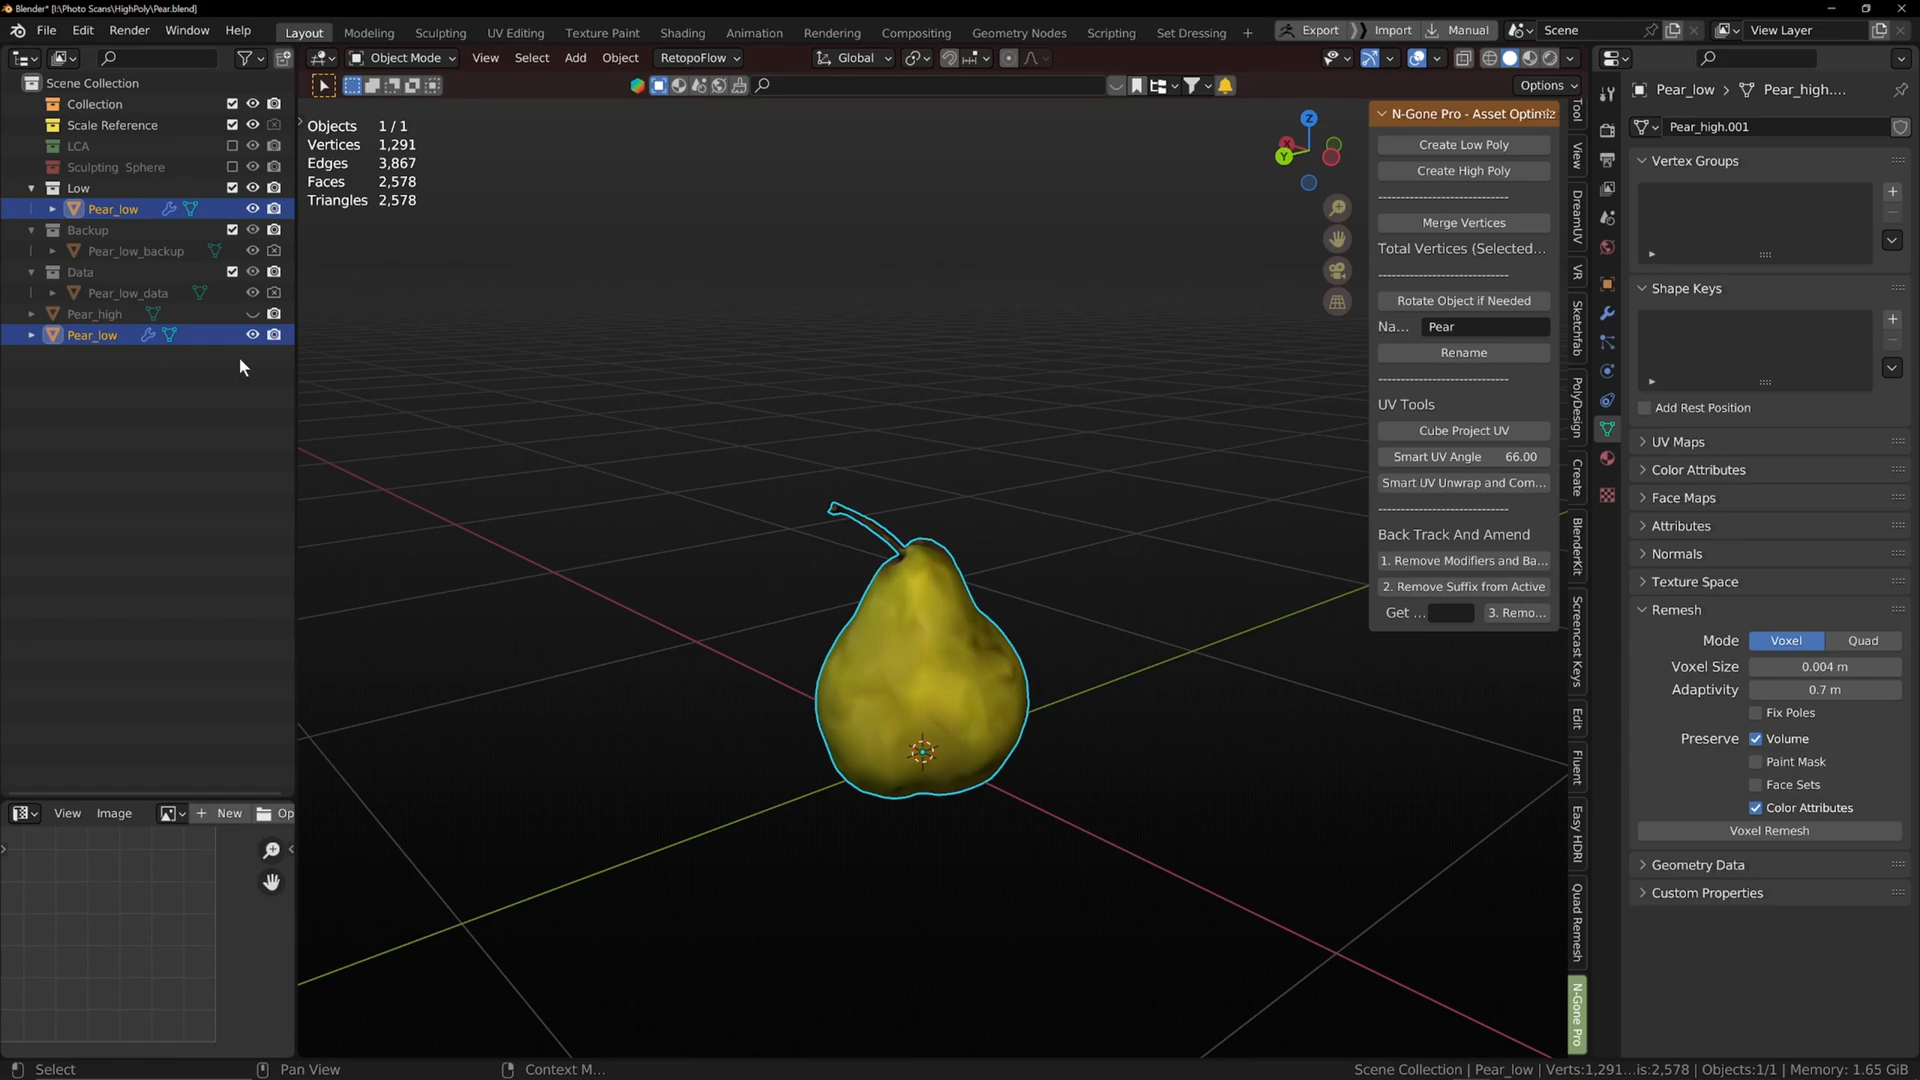 Blender* [I:\Photo Scans\HighPoly\Pear.blend]
File Edit Render Window Help
Layout Modeling Sculpting UV Editing Texture Paint Shading Animation Rendering Compositing Geometry Nodes Scripting Set Dressing +
Export Import Manual Scene View Layer
Object Mode View Select Add Object RetopoFlow Global
Options
Scene Collection
Collection
Scale Reference
LCA
Sculpting Sphere
Low
Pear_low
Backup
Pear_low_backup
Data
Pear_low_data
Pear_high
Pear_low
Objects 1 / 1
Vertices 1,291
Edges 3,867
Faces 2,578
Triangles 2,578
X
Y
Z
N-Gone Pro - Asset Optimiz
Create Low Poly
Create High Poly
-----------------------------
Merge Vertices
Total Vertices (Selected...
-----------------------------
Rotate Object if Needed
Na... Pear
Rename
-----------------------------
UV Tools
Cube Project UV
Smart UV Angle 66.00
Smart UV Unwrap and Com...
-----------------------------
Back Track And Amend
1. Remove Modifiers and Ba...
2. Remove Suffix from Active
Get ... 3. Remo...
Tool
View
DreamUV
VR
Sketchfab
PolyDesign
Create
BlenderKit
Screencast Keys
Edit
Fluent
Easy HDRI
Quad Remesh
N-Gone Pro
Pear_low > Pear_high....
Pear_high.001
Vertex Groups
Shape Keys
Add Rest Position
UV Maps
Color Attributes
Face Maps
Attributes
Normals
Texture Space
Remesh
Mode Voxel Quad
Voxel Size 0.004 m
Adaptivity 0.7 m
Fix Poles
Preserve Volume
Paint Mask
Face Sets
Color Attributes
Voxel Remesh
Geometry Data
Custom Properties
View Image + New Op
Select Pan View Context M...
Scene Collection | Pear_low | Verts:1,291...is:2,578 | Objects:1/1 | Memory: 1.65 GiB